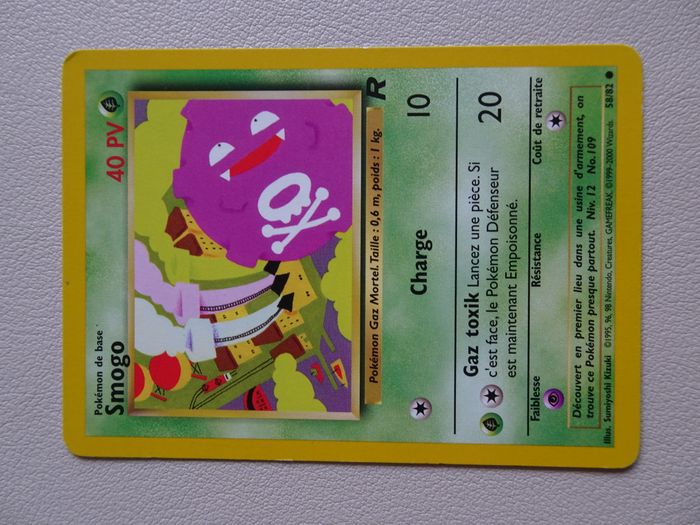 Pokémon de base
Smogo
40 PV
Pokémon Gaz Mortel. Taille : 0,6 m, poids : 1 kg.
Charge 10
Gaz toxik Lancez une pièce. Si
c'est face, le Pokémon Défenseur
est maintenant Empoisonné.
20
Faiblesse Résistance Coût de retraite
Découvert en premier lieu dans une usine d'armement, on
trouve ce Pokémon presque partout. Niv. 12 No. 109
Illus. Sumiyoshi Kizuki ©1995, 96, 98 Nintendo, Creatures, GAMEFREAK. ©1999-2000 Wizards. 58/82